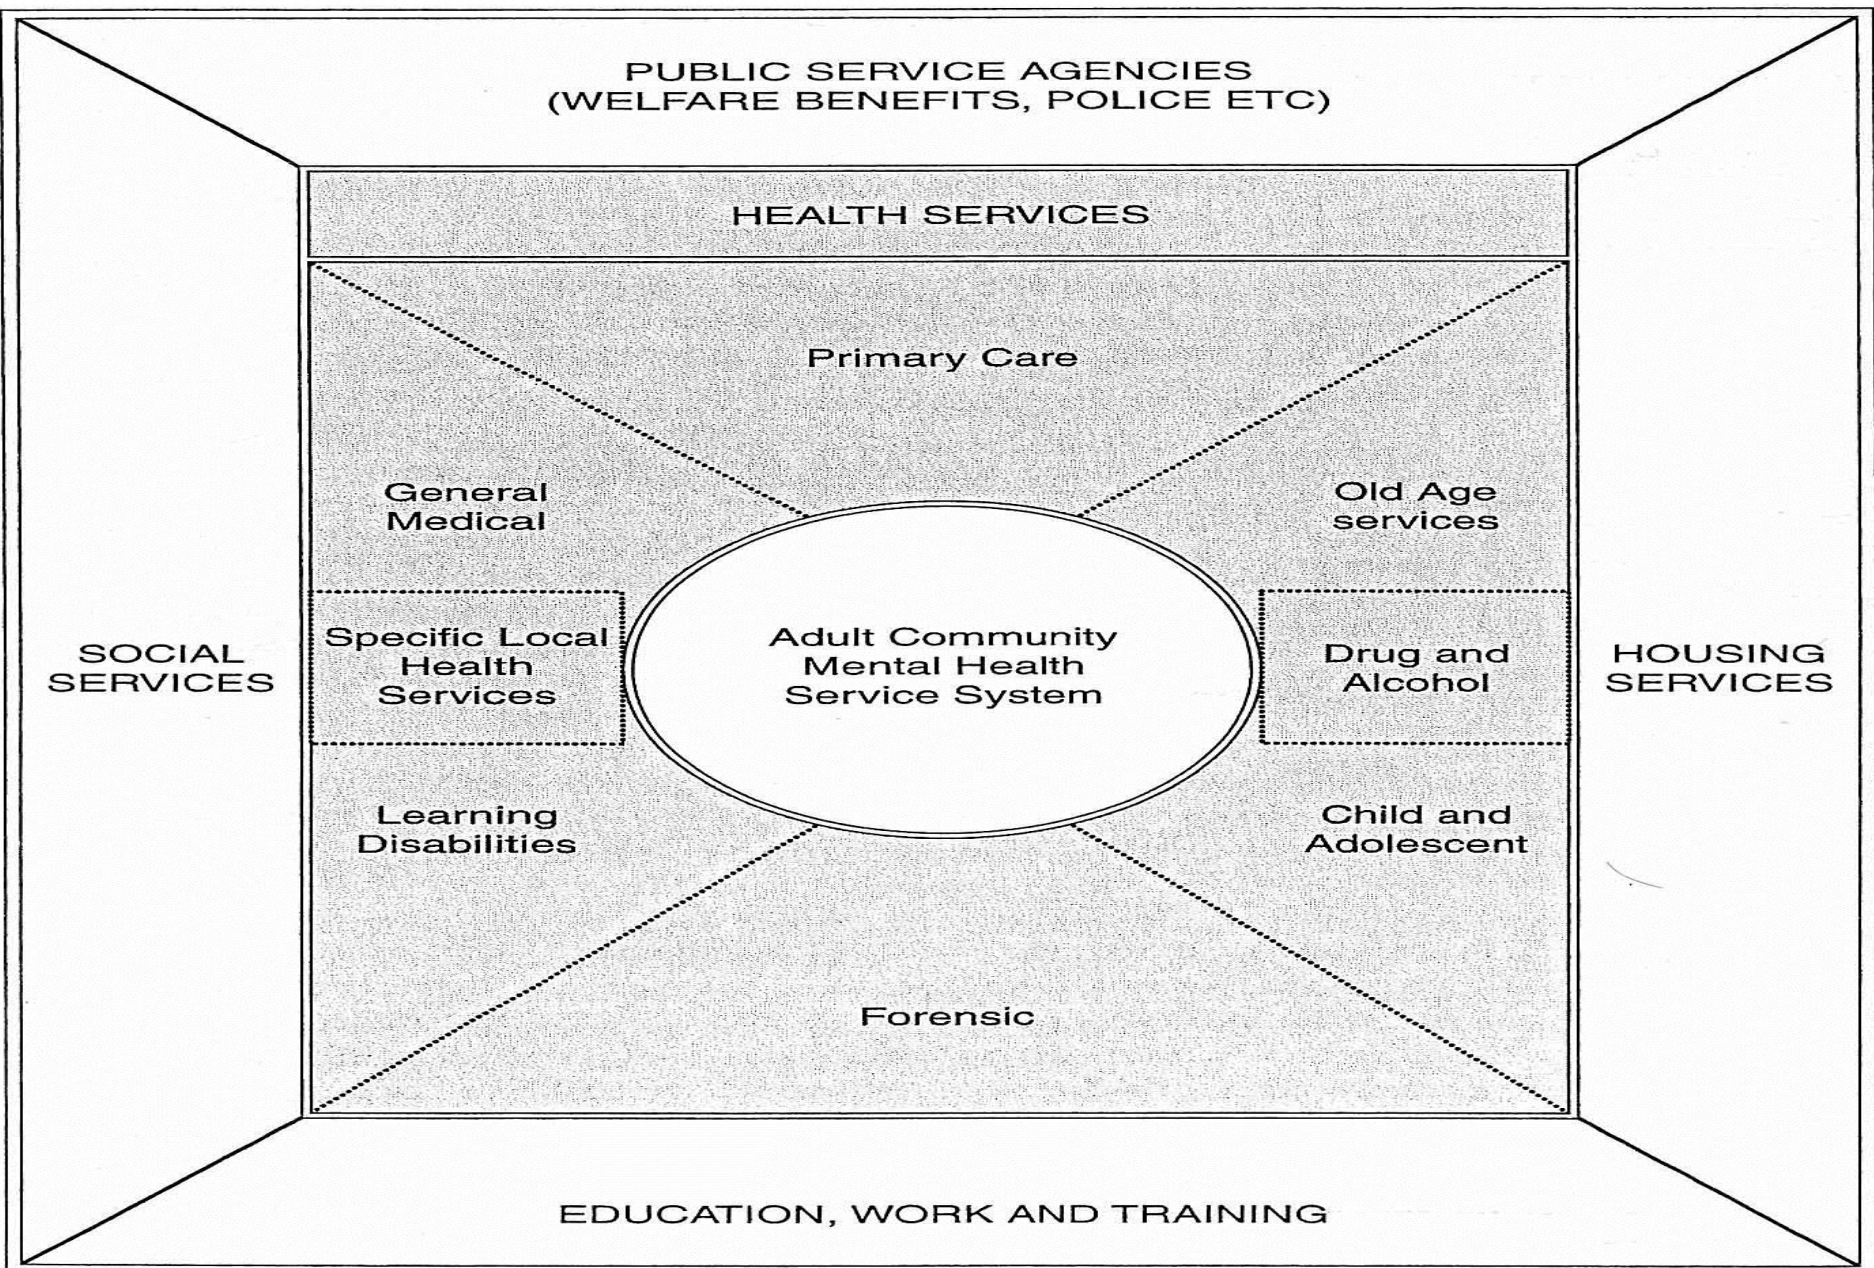 PUBLIC SERVICE AGENCIES
(WELFARE BENEFITS, POLICE ETC)
HEALTH SERVICES
Primary Care
General
Medical
Old Age
services
SOCIAL
SERVICES
Specific Local
Health
Services
Adult Community
Mental Health
Service System
Drug and
Alcohol
HOUSING
SERVICES
Learning
Disabilities
Child and
Adolescent
Forensic
EDUCATION, WORK AND TRAINING